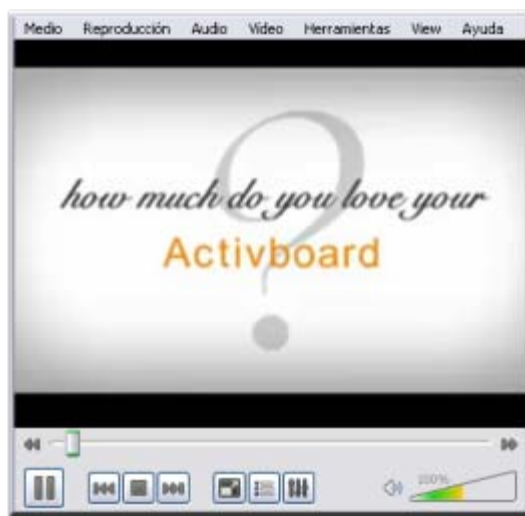 Medio Reproducción Audio Video Herramientas View Ayuda
?
how much do you love your
Activboard
100%